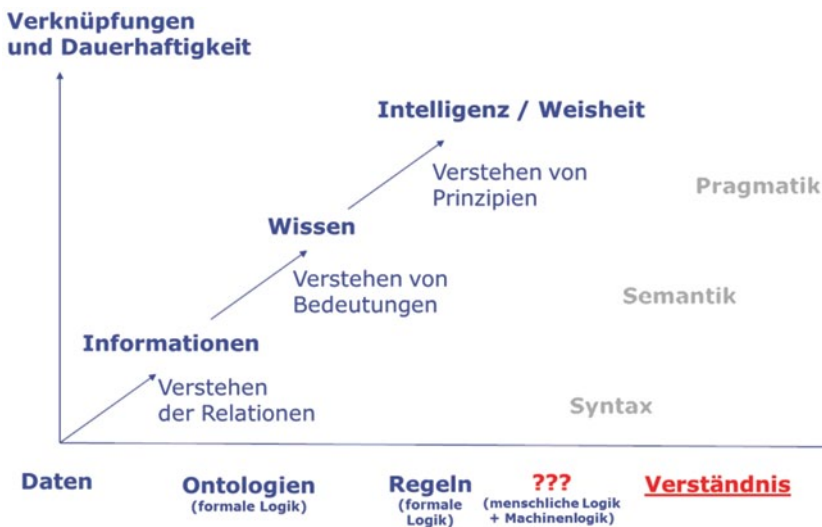 Verknüpfungen
und Dauerhaftigkeit
Intelligenz / Weisheit
Verstehen von
Prinzipien
Pragmatik
Wissen
Verstehen von
Bedeutungen
Semantik
Informationen
Verstehen
der Relationen
Syntax
Daten
Ontologien
(formale Logik)
Regeln
(formale
Logik)
???
(menschliche Logik
+ Machinenlogik)
Verständnis